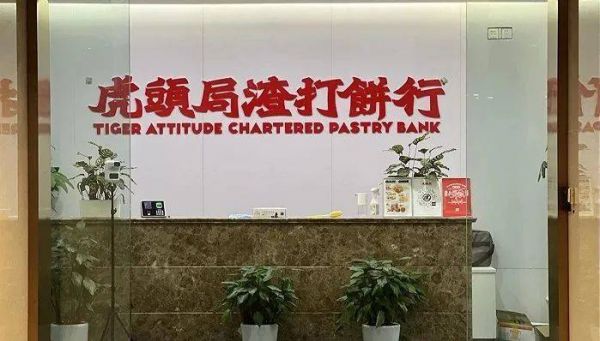 虎頭局渣打餅行
TIGER ATTITUDE CHARTERED PASTRY BANK